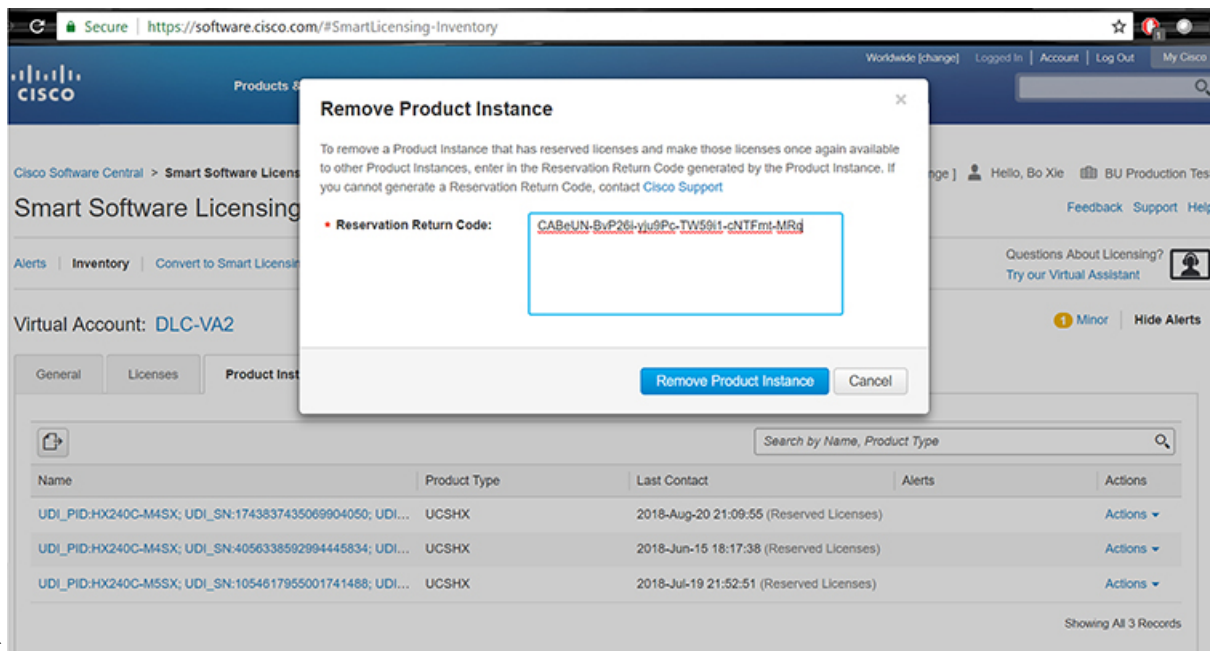 Secure | https://software.cisco.com/#SmartLicensing-Inventory
1
Worldwide [change] Logged In | Account | Log Out My Cisco
CISCO
Products &
Remove Product Instance
To remove a Product Instance that has reserved licenses and make those licenses once again available
to other Product Instances, enter in the Reservation Return Code generated by the Product Instance. If
you cannot generate a Reservation Return Code, contact Cisco Support
Cisco Software Central > Smart Software Licens
nge ] Hello, Bo Xie BU Production Tes
Smart Software Licensing
Feedback Support Help
* Reservation Return Code: CABeUN-BvP26i-yju9Pc-TW59i1-cNTFmt-MRq
Alerts | Inventory | Convert to Smart Licensin
Questions About Licensing?
Try our Virtual Assistant
Virtual Account: DLC-VA2
1 Minor | Hide Alerts
General Licenses Product Inst
Remove Product Instance Cancel
Search by Name, Product Type
Name Product Type Last Contact Alerts Actions
UDI_PID:HX240C-M4SX; UDI_SN:1743837435069904050; UDI... UCSHX 2018-Aug-20 21:09:55 (Reserved Licenses) Actions
UDI_PID:HX240C-M4SX; UDI_SN:4056338592994445834; UDI... UCSHX 2018-Jun-15 18:17:38 (Reserved Licenses) Actions
UDI_PID:HX240C-M5SX; UDI_SN:1054617955001741488; UDI... UCSHX 2018-Jul-19 21:52:51 (Reserved Licenses) Actions
Showing All 3 Records